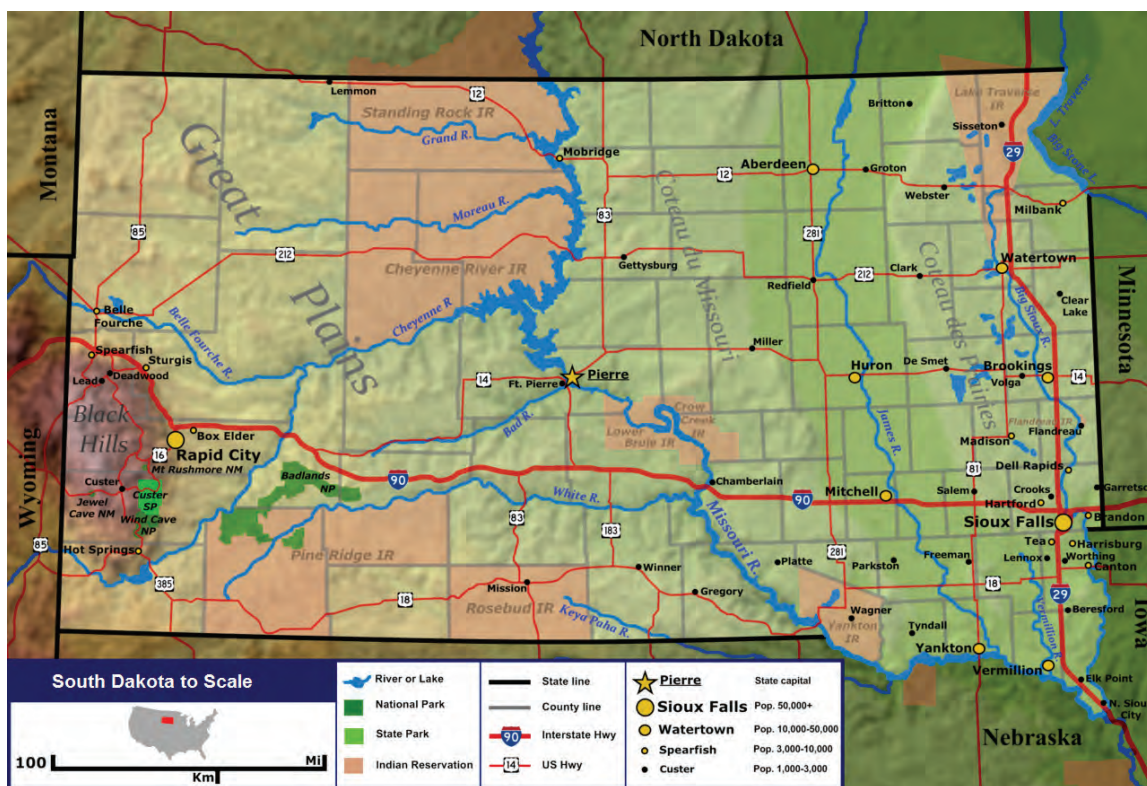 North Dakota
Montana
Lemmon
12
Standing Rock IR
Grand R.
Mobridge
Britton
Lake Traverse
IR
Sisseton
L. Traverse
Big Stone L.
29
Great
Plains
Aberdeen
Groton
12
12
Webster
Milbank
Moreau R.
85
83
281
Coteau du Missouri
Coteau des Prairies
212
Cheyenne River IR
Gettysburg
Redfield
212
Clark
Watertown
Minnesota
Big Sioux R.
Clear
Lake
Belle
Fourche
Belle Fourche R.
Cheyenne R
Spearfish
Sturgis
Lead
Deadwood
Miller
Huron
De Smet
Volga
Brookings
14
14
Ft. Pierre
Pierre
Black
Hills
Box Elder
Rapid City
16
Mt Rushmore NM
Bad R.
Lower
Brule IR
Crow
Creek
IR
James R.
Flandreau IR
Flandreau
Madison
Dell Rapids
Wyoming
Custer
Jewel
Cave NM
Custer
SP
Wind Cave
NP
Badlands
NP
90
White R.
Chamberlain
90
Mitchell
81
Salem
Crooks
Hartford
Garretson
Brandon
Sioux Falls
83
183
Missouri R.
Hot Springs
85
385
Pine Ridge IR
281
Platte
Parkston
Freeman
Tea
Lennox
Harrisburg
Worthing
Canton
18
Mission
Winner
Gregory
18
29
Rosebud IR
Keya Paha R.
Wagner
Yankton
IR
Tyndall
Yankton
Vermillion R.
Beresford
Iowa
Vermillion
Elk Point
N. Sioux
City
Nebraska
South Dakota to Scale
100
Mi
Km
River or Lake
National Park
State Park
Indian Reservation
State line
County line
90
Interstate Hwy
14
US Hwy
Pierre
State capital
Sioux Falls
Pop. 50,000+
Watertown
Pop. 10,000-50,000
Spearfish
Pop. 3,000-10,000
Custer
Pop. 1,000-3,000